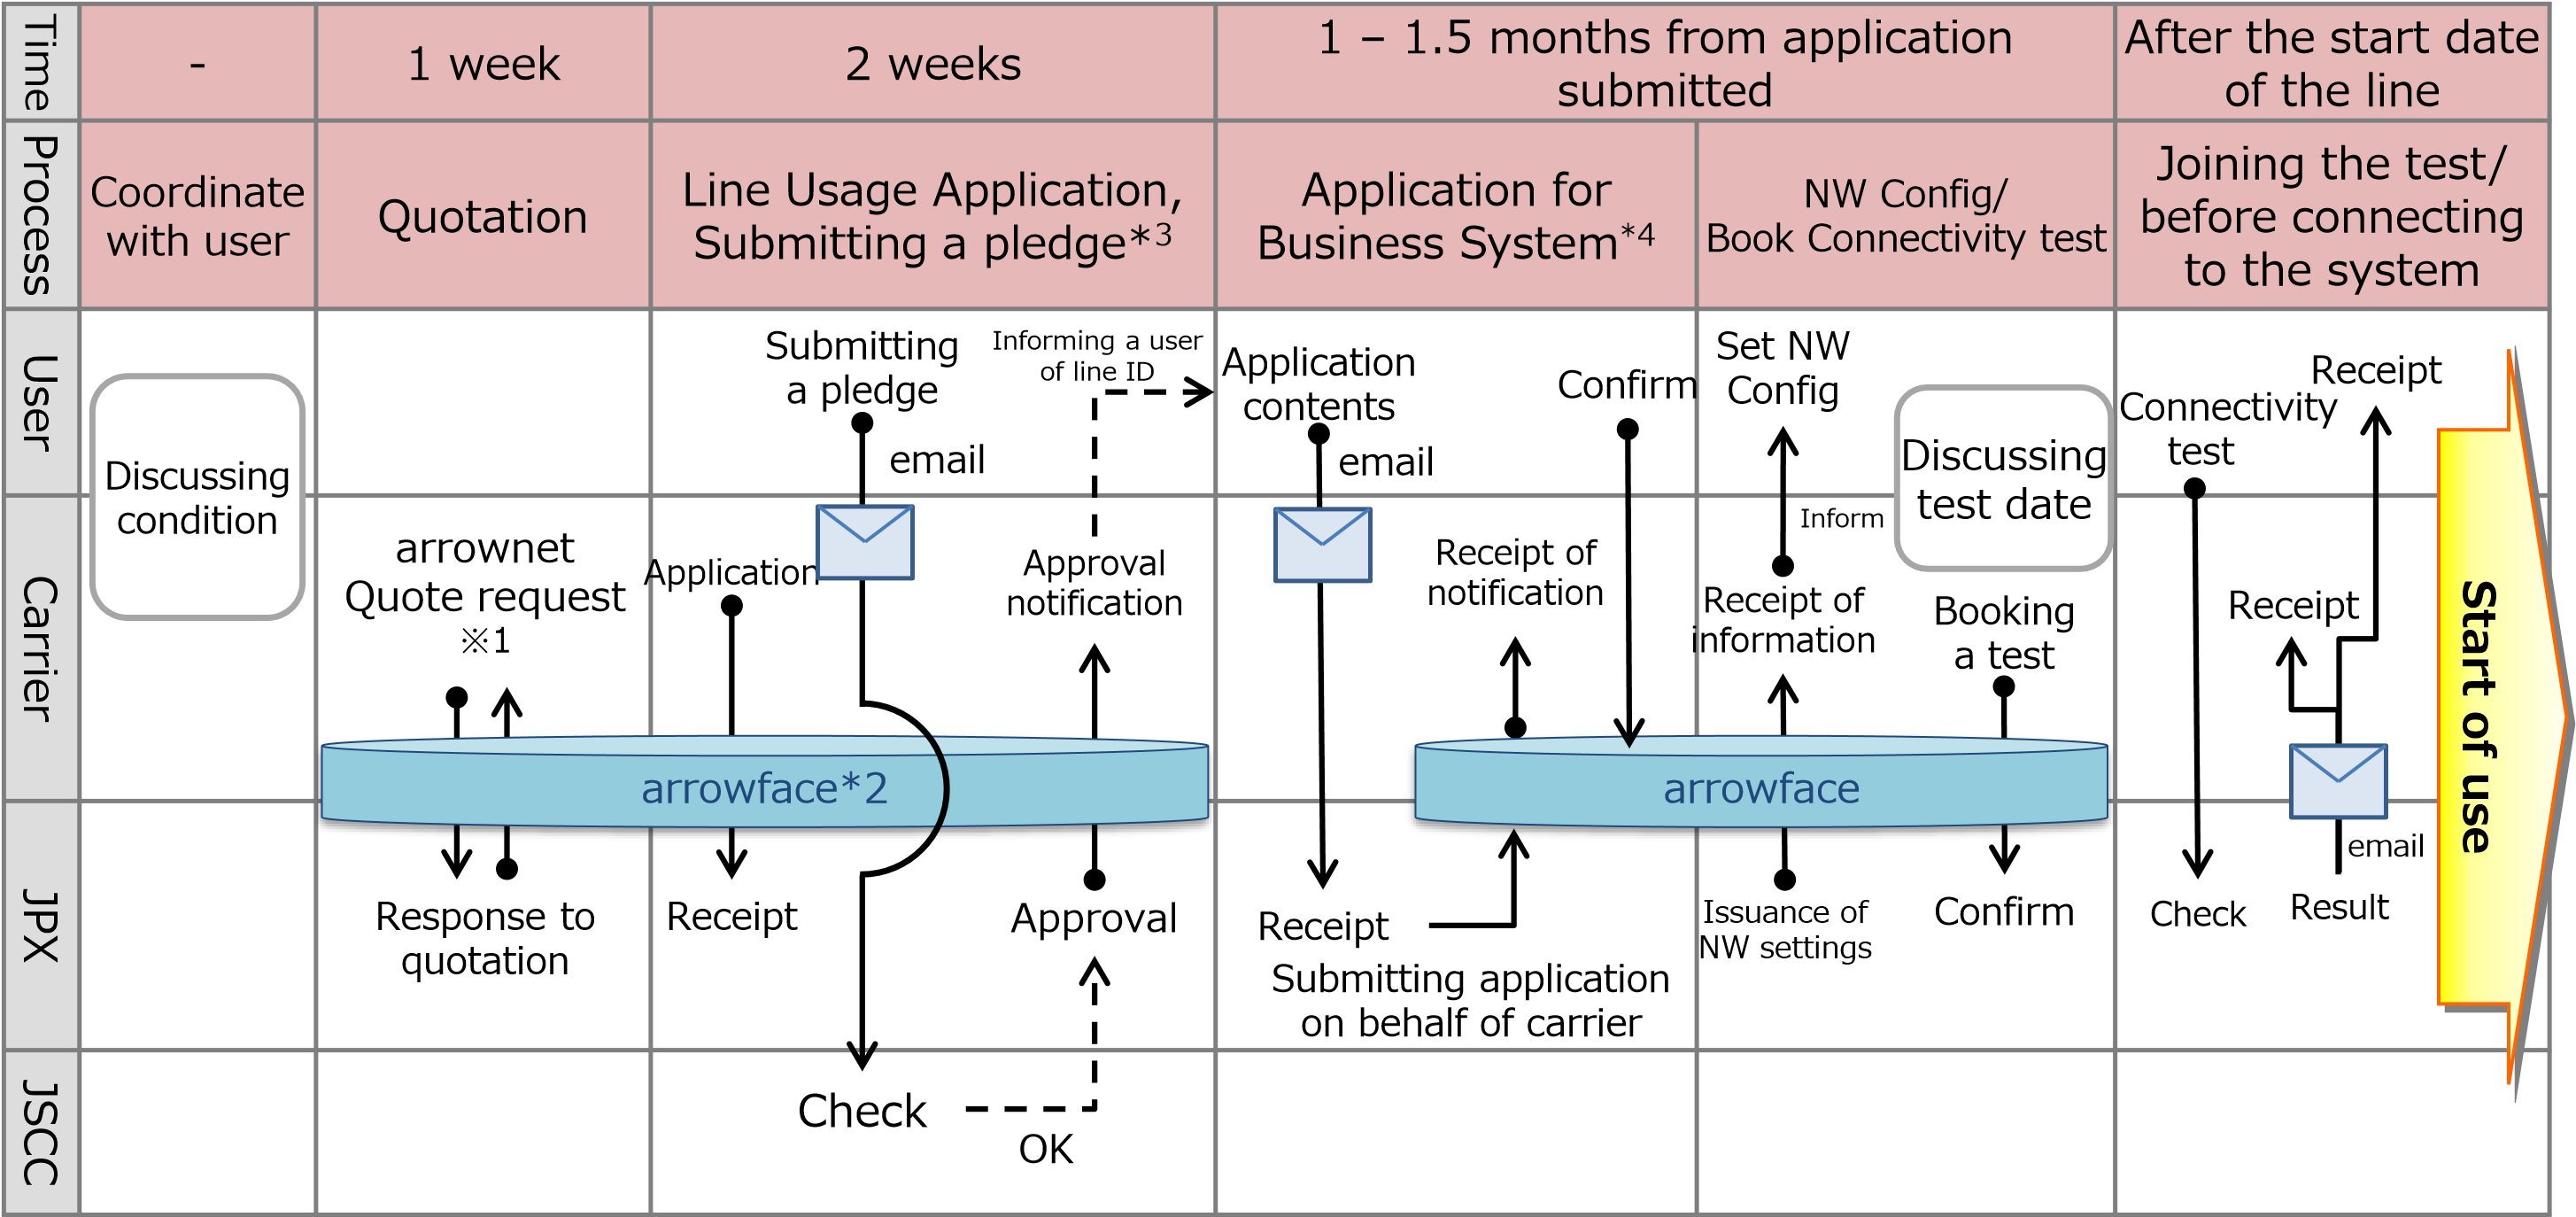 Time
-
1 week
2 weeks
1 – 1.5 months from application
submitted
After the start date
of the line
Process
Coordinate
with user
Quotation
Line Usage Application,
Submitting a pledge*3
Application for
Business System*4
NW Config/
Book Connectivity test
Joining the test/
before connecting
to the system
User
Carrier
JPX
JSCC
Discussing
condition
arrownet
Quote request
※1
Response to
quotation
Application
Receipt
Submitting
a pledge
email
Informing a user
of line ID
Approval
notification
arrowface*2
Approval
Check
OK
Application
contents
email
Confirm
Receipt of
notification
Receipt
Submitting application
on behalf of carrier
Set NW
Config
Inform
Receipt of
information
Discussing
test date
Booking
a test
arrowface
Issuance of
NW settings
Confirm
Connectivity
test
Receipt
Receipt
email
Check
Result
Start of use